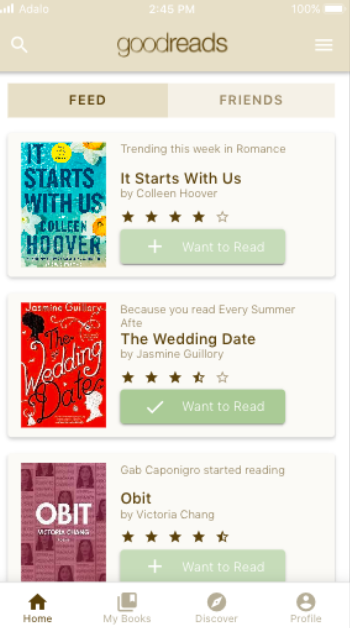 Adalo 2:45 PM 100%
goodreads
FEED FRIENDS
Trending this week in Romance
It Starts With Us
by Colleen Hoover
IT
STARTS
WITH US
COLLEEN
HOOVER
Want to Read
Because you read Every Summer
Afte
The Wedding Date
by Jasmine Guillory
Jasmine Guillory
The
Wedding
Date
Want to Read
Gab Caponigro started reading
Obit
by Victoria Chang
OBIT
VICTORIA CHANG
Want to Read
Home My Books Discover Profile